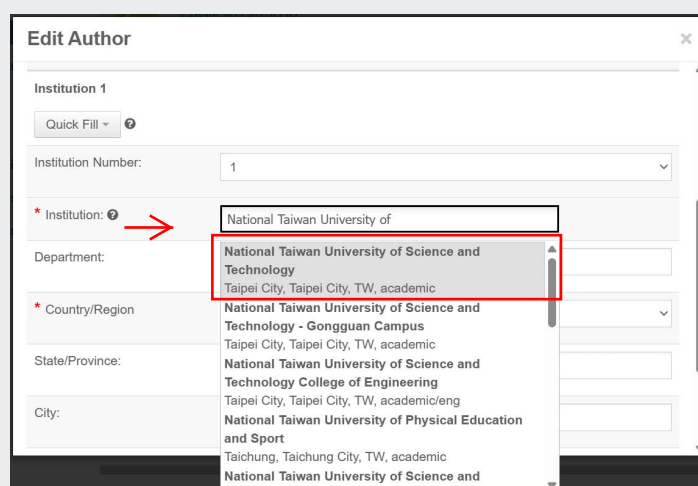 Edit Author
×
Institution 1
Quick Fill
Institution Number:
1
* Institution:
National Taiwan University of
Department:
National Taiwan University of Science and
Technology
Taipei City, Taipei City, TW, academic
* Country/Region
National Taiwan University of Science and
Technology - Gongguan Campus
Taipei City, Taipei City, TW, academic
State/Province:
National Taiwan University of Science and
Technology College of Engineering
Taipei City, Taipei City, TW, academic/eng
City:
National Taiwan University of Physical Education
and Sport
Taichung, Taichung City, TW, academic
National Taiwan University of Science and